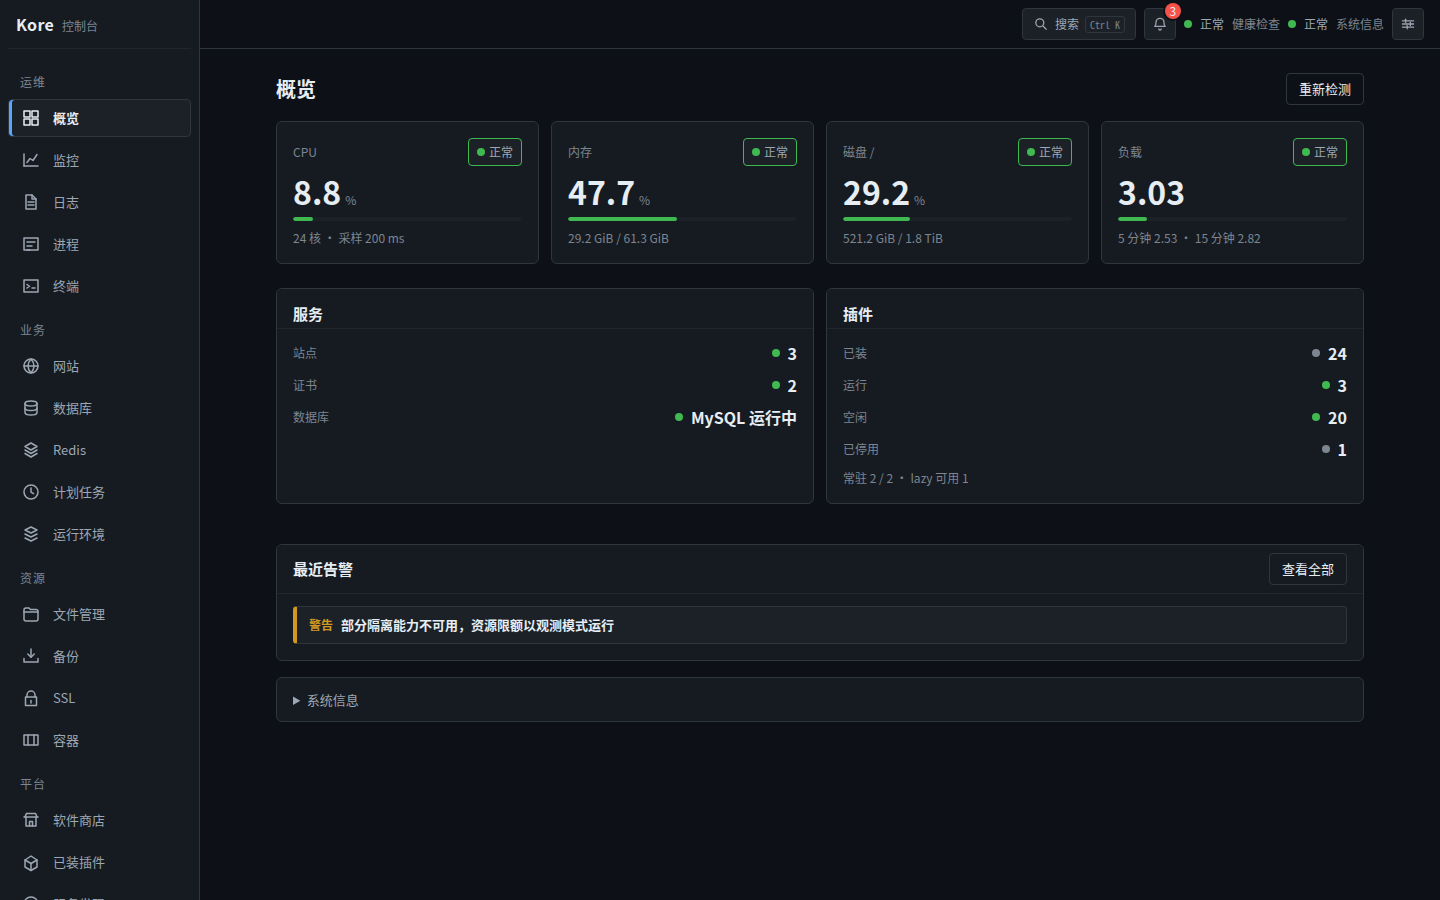 Kore 控制台
搜索 Ctrl K
3
正常 健康检查
正常 系统信息
运维
概览
监控
日志
进程
终端
业务
网站
数据库
Redis
计划任务
运行环境
资源
文件管理
备份
SSL
容器
平台
软件商店
已装插件
概览
重新检测
CPU 正常
8.8 %
24 核 · 采样 200 ms
内存 正常
47.7 %
29.2 GiB / 61.3 GiB
磁盘 / 正常
29.2 %
521.2 GiB / 1.8 TiB
负载 正常
3.03
5 分钟 2.53 · 15 分钟 2.82
服务
站点 3
证书 2
数据库 MySQL 运行中
插件
已装 24
运行 3
空闲 20
已停用 1
常驻 2 / 2 · lazy 可用 1
最近告警
查看全部
警告 部分隔离能力不可用，资源限额以观测模式运行
▶ 系统信息